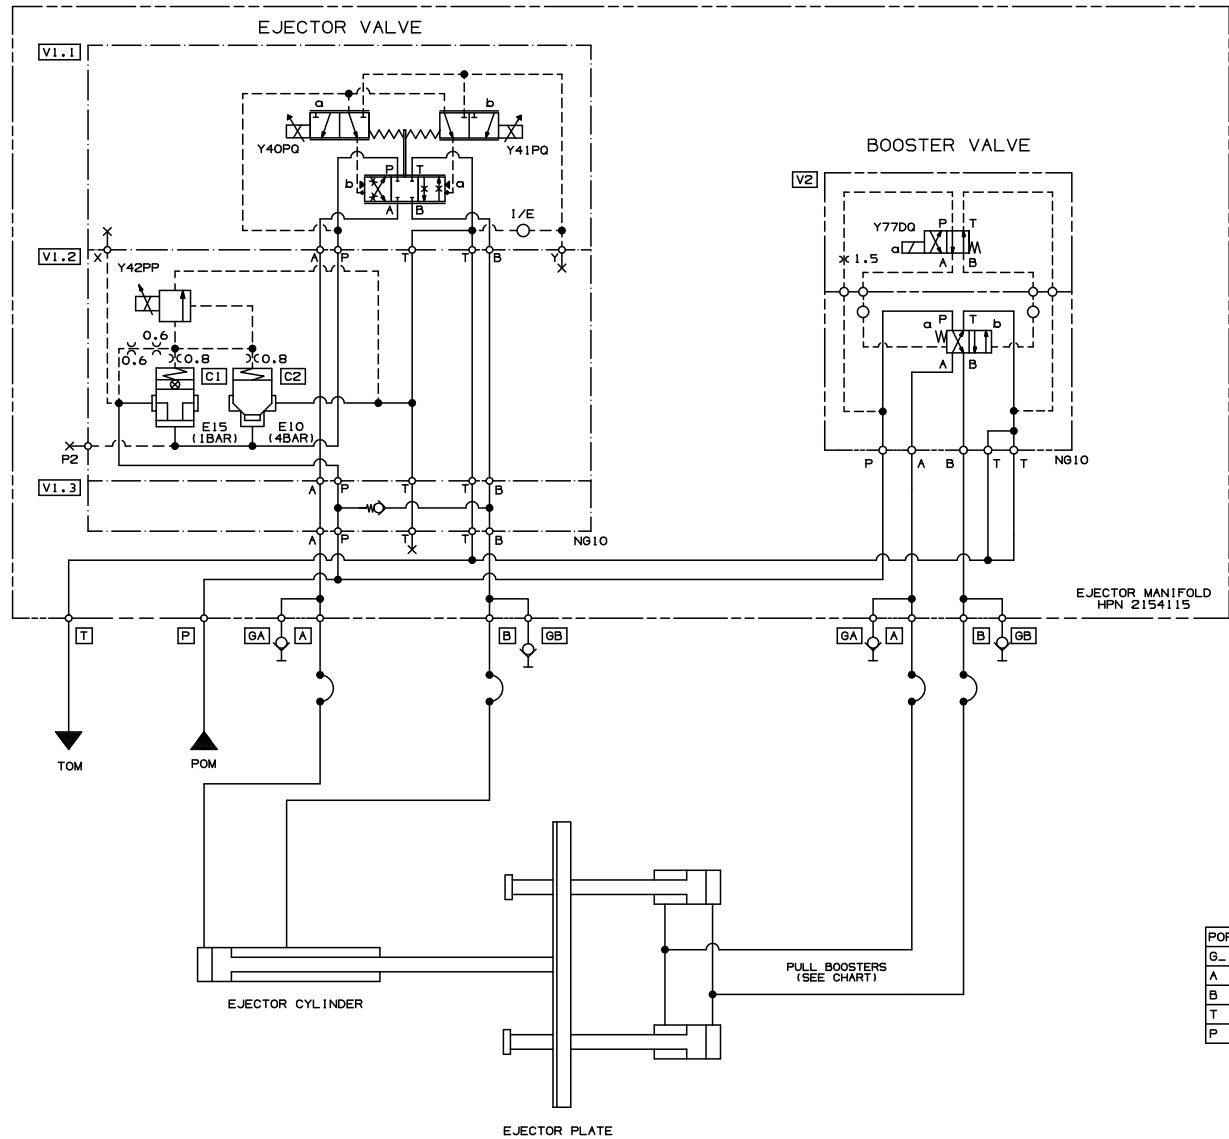 EJECTOR VALVE
V1.1
a
b
Y40PQ
Y41PQ
P T
b
a
A B
I/E
V1.2
X
A P T T B Y
Y42PP
0.6
0.6
0.8
0.8
C1
C2
E15
(1BAR)
E10
(4BAR)
P2
V1.3
A P T T B
A P T T B
NG10
BOOSTER VALVE
V2
Y77DQ
P T
a
A B
1.5
P T
a
b
A B
P A B T T
NG10
EJECTOR MANIFOLD
HPN 2154115
T
P
GA
A
B
GB
GA
A
B
GB
TOM
POM
PULL BOOSTERS
(SEE CHART)
EJECTOR CYLINDER
EJECTOR PLATE
G_
A
B
T
P